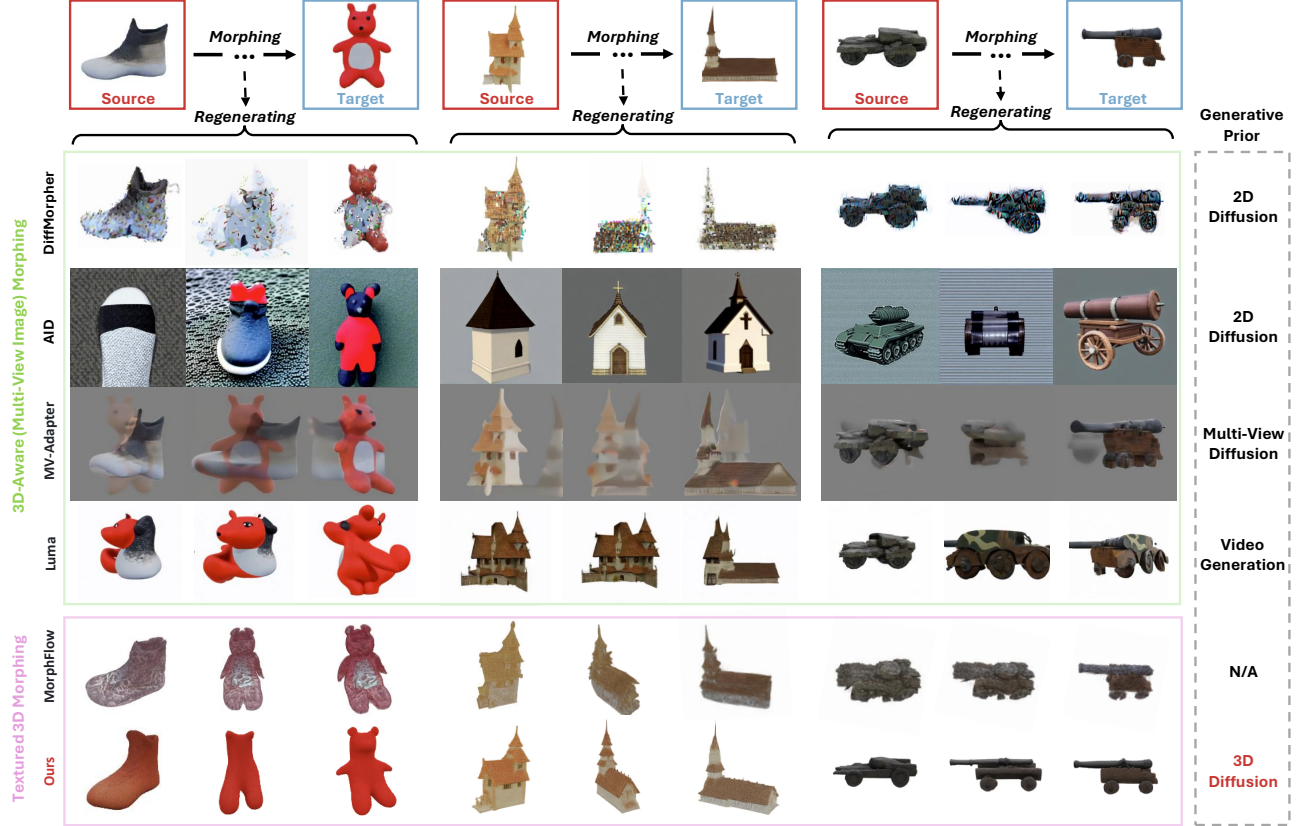 Morphing
Source
Target
Regenerating
Morphing
Source
Target
Regenerating
Morphing
Source
Target
Regenerating
Generative
Prior
3D-Aware (Multi-View Image) Morphing
DiffMorpher
2D
Diffusion
AID
2D
Diffusion
MV-Adapter
Multi-View
Diffusion
Luma
Video
Generation
Textured 3D Morphing
MorphFlow
N/A
Ours
3D
Diffusion